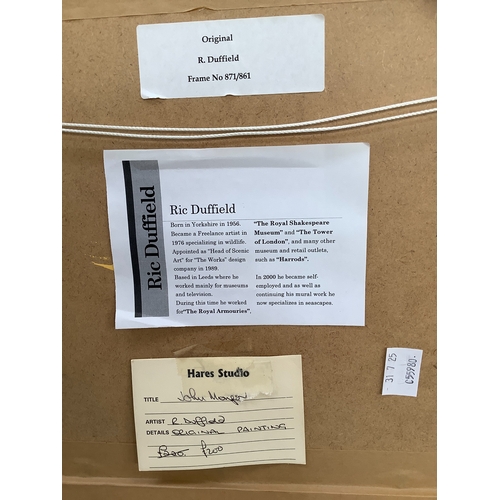 Original
R. Duffield
Frame No 871/861
Ric Duffield
Ric Duffield
Born in Yorkshire in 1956.
Became a Freelance artist in
1976 specializing in wildlife.
Appointed as "Head of Scenic
Art" for "The Works" design
company in 1989.
Based in Leeds where he
worked mainly for museums
and television.
During this time he worked
for"The Royal Armouries".
"The Royal Shakespeare
Museum" and "The Tower
of London", and many other
museum and retail outlets,
such as "Harrods".
In 2000 he became self-
employed and as well as
continuing his mural work he
now specializes in seascapes.
Hares Studio
TITLE John
ARTIST R. Duffield
DETAILS ORIGINAL PAINTING
£200
31 7 25
C55980.